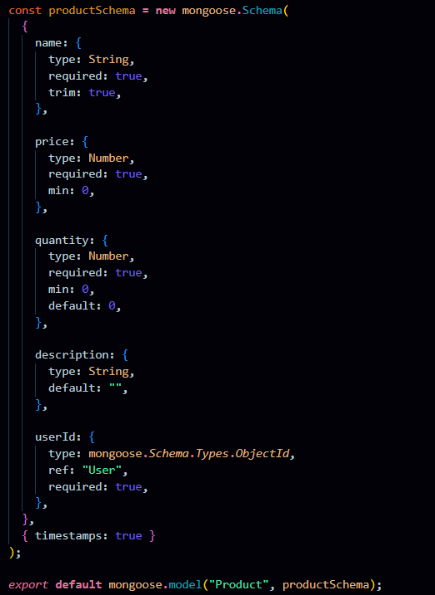 const productSchema = new mongoose.Schema(
  {
    name: {
      type: String,
      required: true,
      trim: true,
    },

    price: {
      type: Number,
      required: true,
      min: 0,
    },

    quantity: {
      type: Number,
      required: true,
      min: 0,
      default: 0,
    },

    description: {
      type: String,
      default: "",
    },

    userId: {
      type: mongoose.Schema.Types.ObjectId,
      ref: "User",
      required: true,
    },
  },
  { timestamps: true }
);

export default mongoose.model("Product", productSchema);